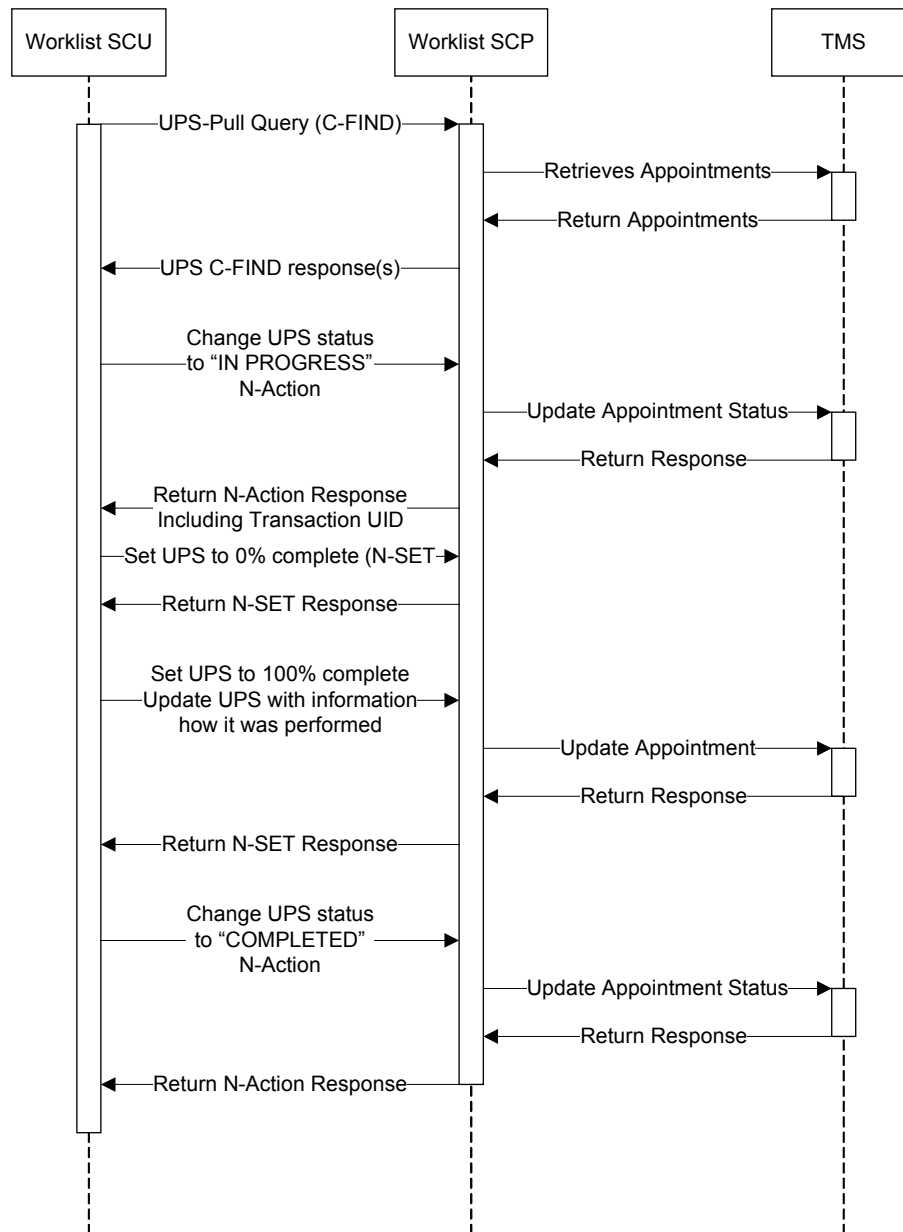 Worklist SCU
Worklist SCP
TMS
UPS-Pull Query (C-FIND)
Retrieves Appointments
Return Appointments
UPS C-FIND response(s)
Change UPS status
to “IN PROGRESS”
N-Action
Update Appointment Status
Return Response
Return N-Action Response
Including Transaction UID
Set UPS to 0% complete (N-SET
Return N-SET Response
Set UPS to 100% complete
Update UPS with information
how it was performed
Update Appointment
Return Response
Return N-SET Response
Change UPS status
to “COMPLETED”
N-Action
Update Appointment Status
Return Response
Return N-Action Response